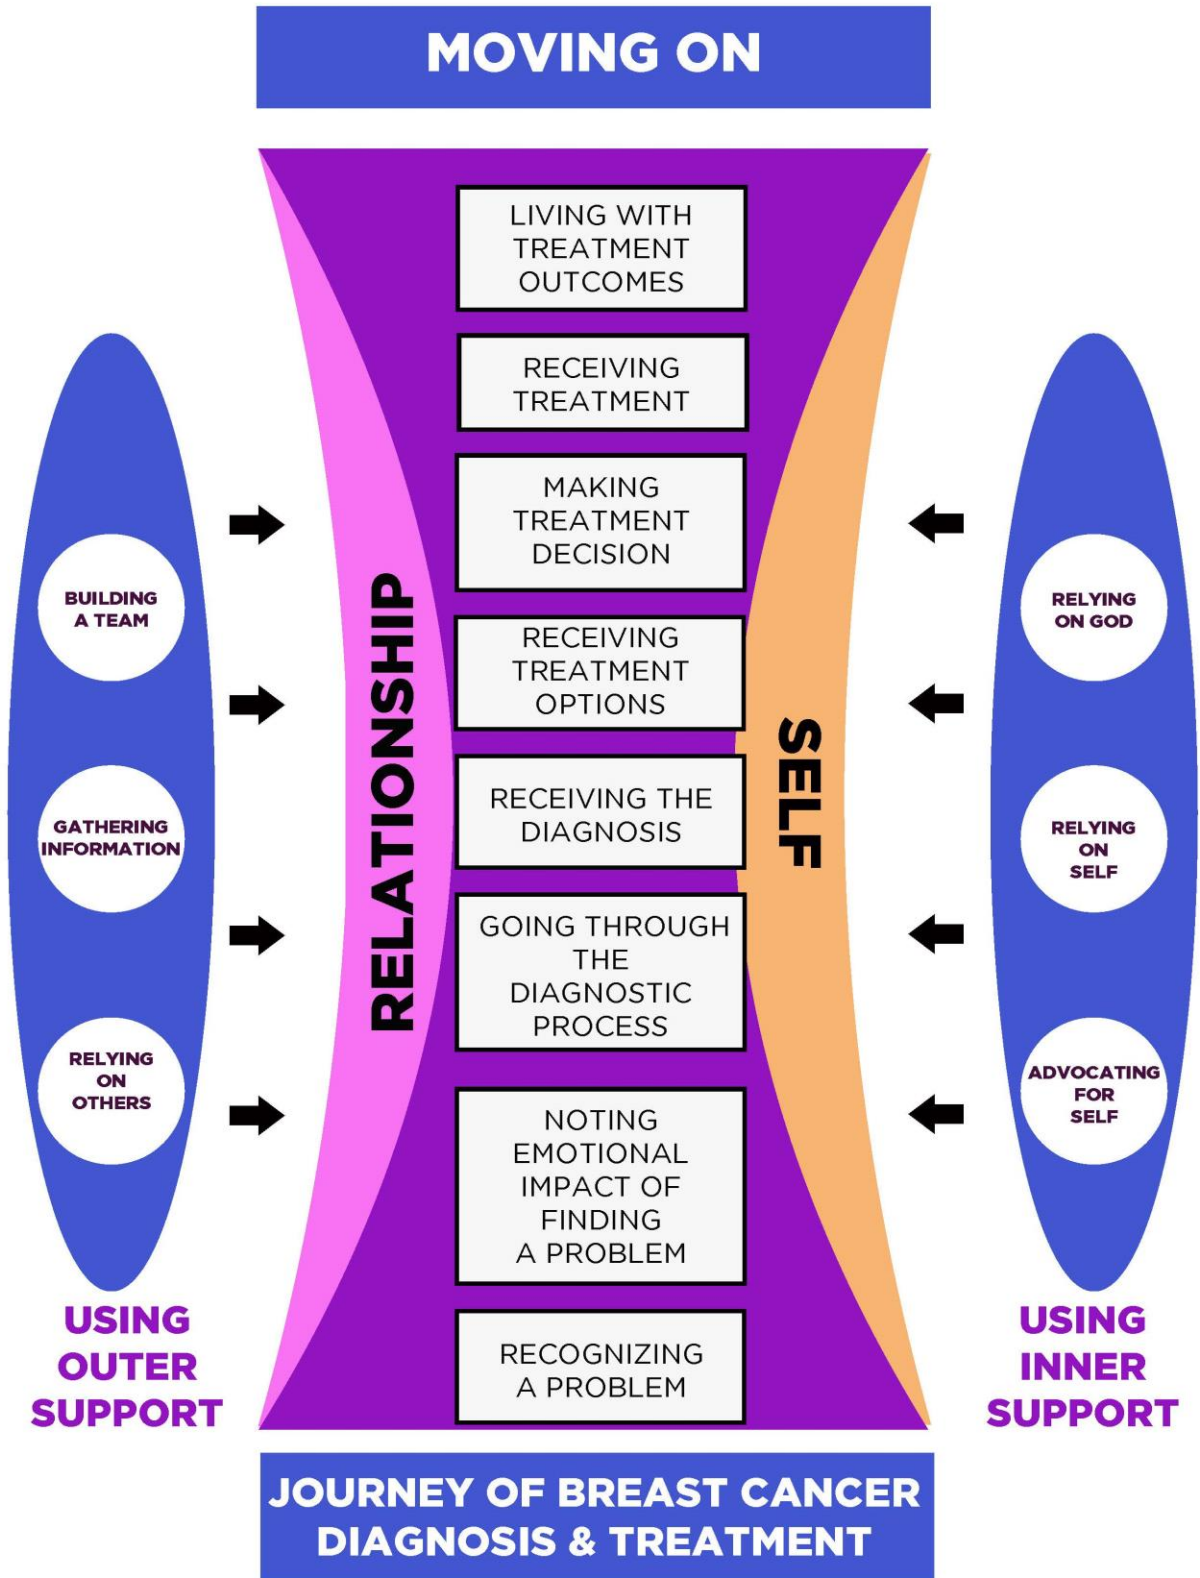 MOVING ON
LIVING WITH
TREATMENT
OUTCOMES
RECEIVING
TREATMENT
MAKING
TREATMENT
DECISION
RECEIVING
TREATMENT
OPTIONS
RECEIVING THE
DIAGNOSIS
GOING THROUGH
THE
DIAGNOSTIC
PROCESS
NOTING
EMOTIONAL
IMPACT OF
FINDING
A PROBLEM
RECOGNIZING
A PROBLEM
RELATIONSHIP
SELF
BUILDING
A TEAM
GATHERING
INFORMATION
RELYING
ON
OTHERS
USING
OUTER
SUPPORT
RELYING
ON GOD
RELYING
ON
SELF
ADVOCATING
FOR
SELF
USING
INNER
SUPPORT
JOURNEY OF BREAST CANCER
DIAGNOSIS & TREATMENT